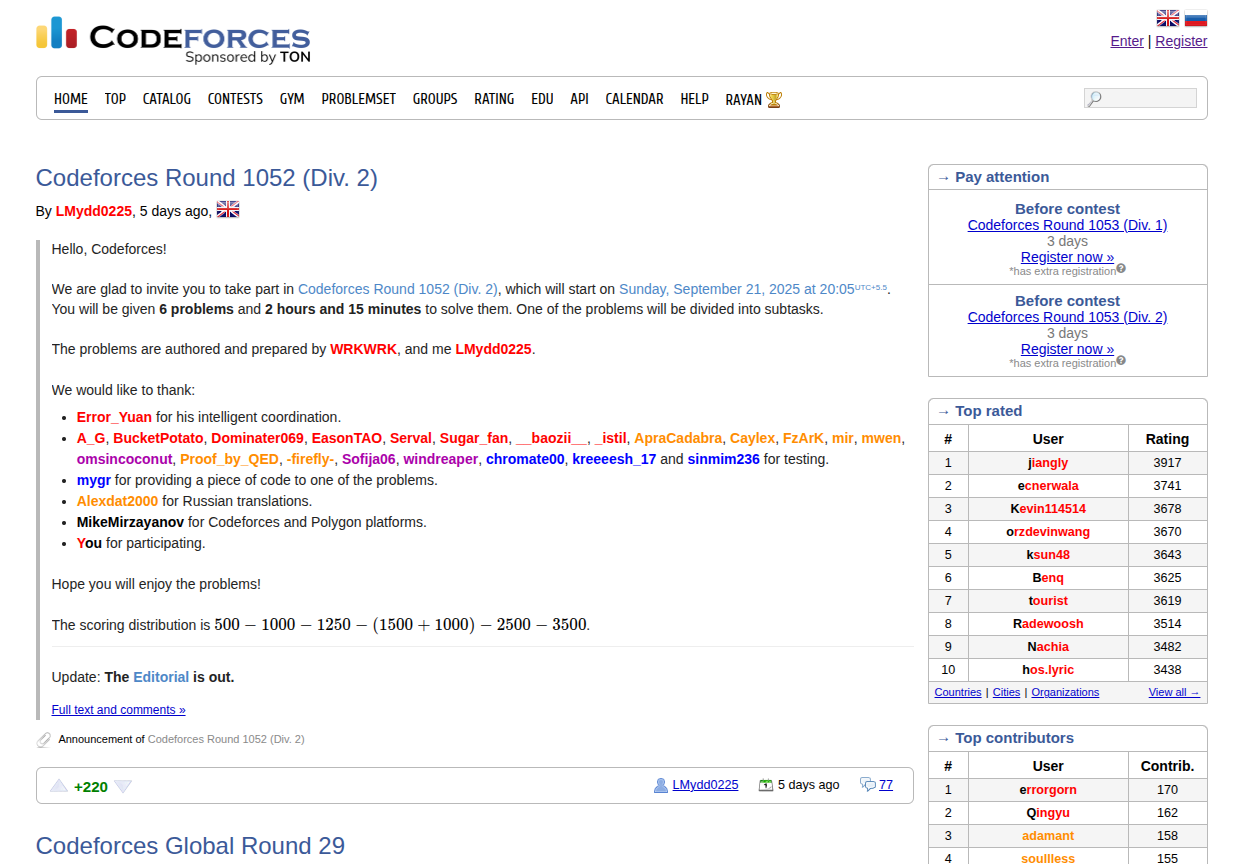 CODEFORCES
Sponsored by TON
Enter | Register
HOME TOP CATALOG CONTESTS GYM PROBLEMSET GROUPS RATING EDU API CALENDAR HELP RAYAN
Codeforces Round 1052 (Div. 2)
By LMydd0225, 5 days ago,
Hello, Codeforces!
We are glad to invite you to take part in Codeforces Round 1052 (Div. 2), which will start on Sunday, September 21, 2025 at 20:05UTC+5.5.
You will be given 6 problems and 2 hours and 15 minutes to solve them. One of the problems will be divided into subtasks.
The problems are authored and prepared by WRKWRK, and me LMydd0225.
We would like to thank:
• Error_Yuan for his intelligent coordination.
• A_G, BucketPotato, Dominater069, EasonTAO, Serval, Sugar_fan, __baozii__, _istil, ApraCadabra, Caylex, FzArK, mir, mwen,
omsincoconut, Proof_by_QED, -firefly-, Sofija06, windreaper, chromate00, kreeeesh_17 and sinmim236 for testing.
• mygr for providing a piece of code to one of the problems.
• Alexdat2000 for Russian translations.
• MikeMirzayanov for Codeforces and Polygon platforms.
• You for participating.
Hope you will enjoy the problems!
The scoring distribution is 500 − 1000 − 1250 − (1500 + 1000) − 2500 − 3500.
Update: The Editorial is out.
Full text and comments »
Announcement of Codeforces Round 1052 (Div. 2)
+220 LMydd0225 5 days ago 77
Codeforces Global Round 29
→ Pay attention
Before contest
Codeforces Round 1053 (Div. 1)
3 days
Register now »
*has extra registration?
Before contest
Codeforces Round 1053 (Div. 2)
3 days
Register now »
*has extra registration?
→ Top rated
# User Rating
1 jiangly 3917
2 ecnerwala 3741
3 Kevin114514 3678
4 orzdevinwang 3670
5 ksun48 3643
6 Benq 3625
7 tourist 3619
8 Radewoosh 3514
9 Nachia 3482
10 hos.lyric 3438
Countries | Cities | Organizations View all →
→ Top contributors
# User Contrib.
1 errorgorn 170
2 Qingyu 162
3 adamant 158
4 soullless 155